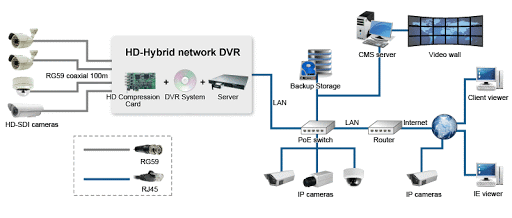 HD-Hybrid network DVR
RG59 coaxial 100m
HD Compression Card
+
DVR System
+
Server
HD-SDI cameras
RG59
RJ45
LAN
Backup Storage
CMS server
Video wall
PoE switch
LAN
Router
Internet
Client viewer
IP cameras
IP cameras
IE viewer